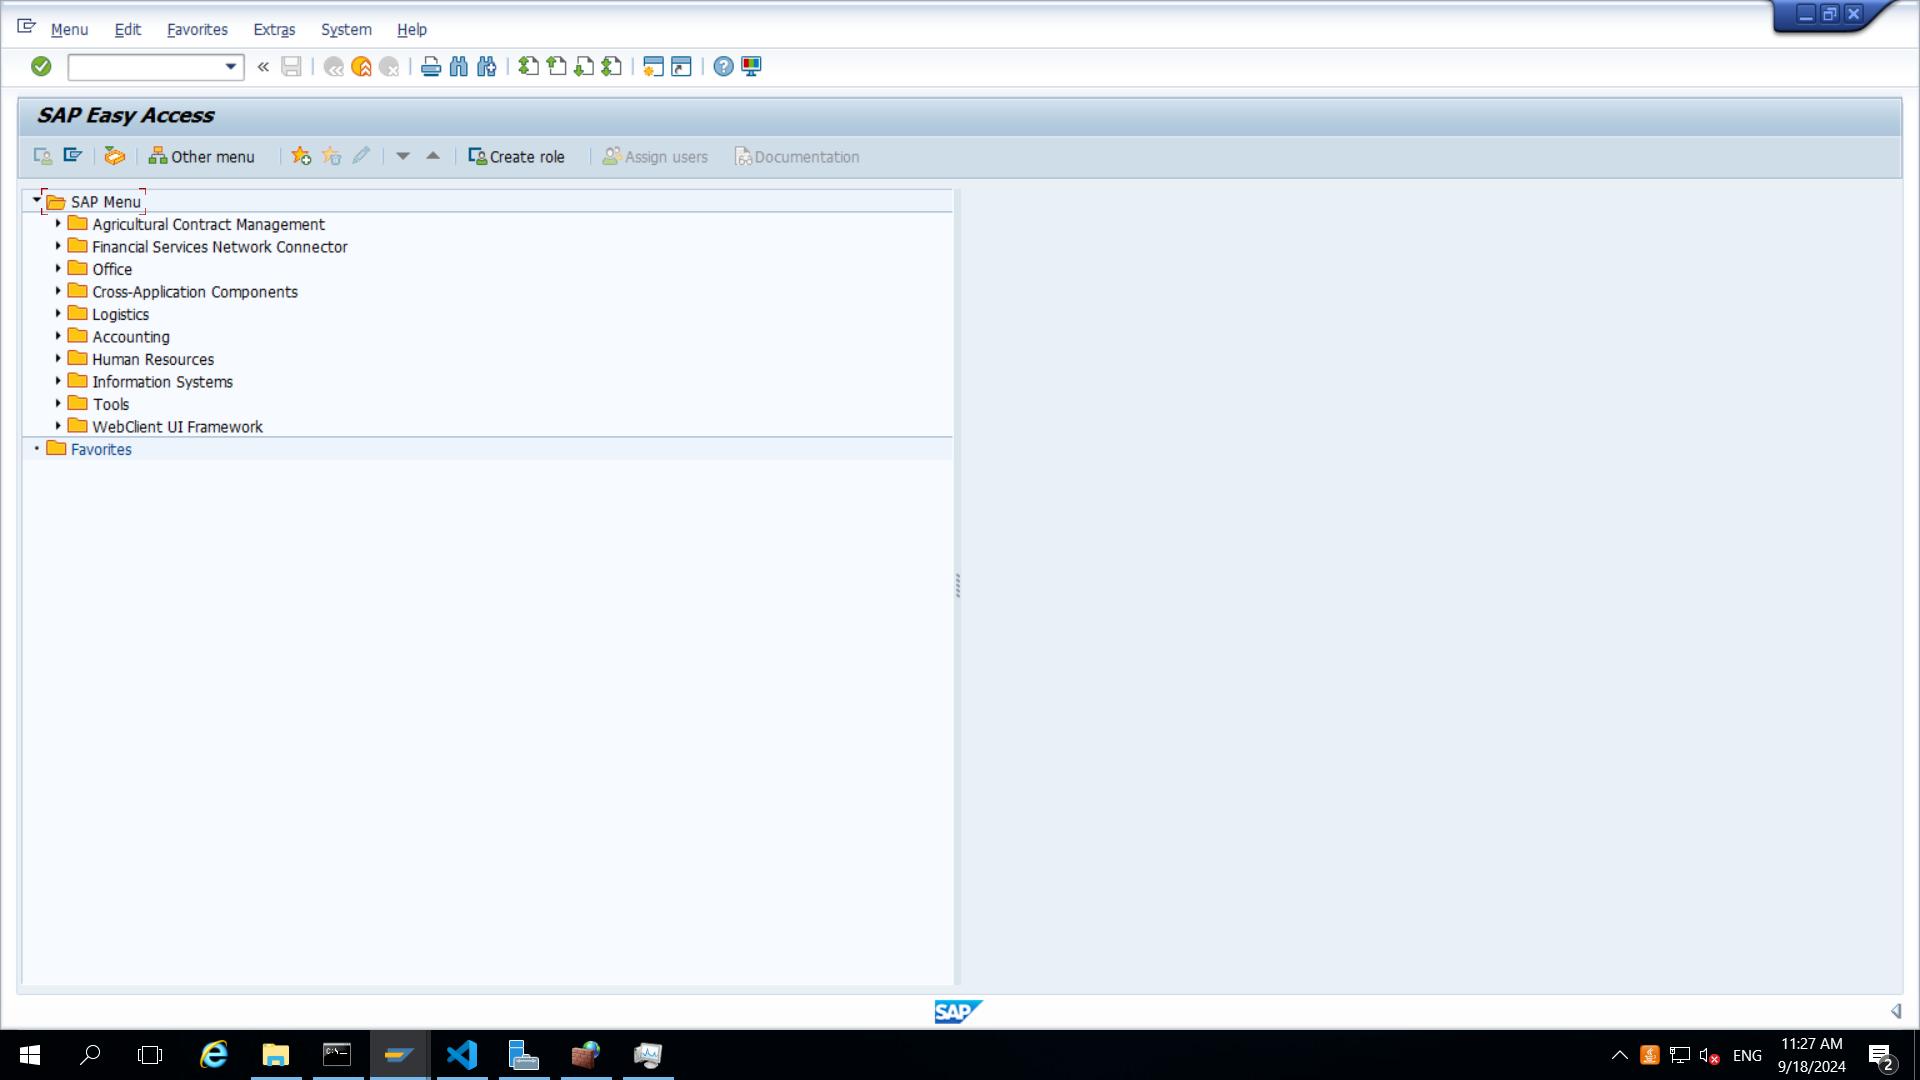 Menu Edit Favorites Extras System Help
SAP Easy Access
Other menu Create role Assign users Documentation
SAP Menu
Agricultural Contract Management
Financial Services Network Connector
Office
Cross-Application Components
Logistics
Accounting
Human Resources
Information Systems
Tools
WebClient UI Framework
Favorites
SAP
ENG
11:27 AM
9/18/2024
2